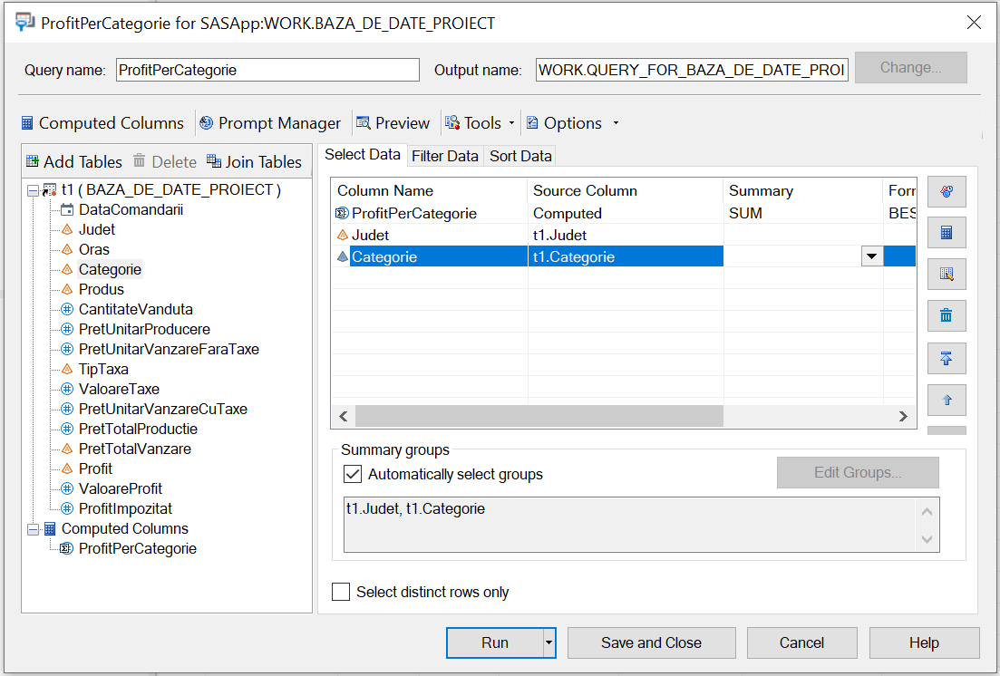 ProfitPerCategorie for SASApp:WORK.BAZA_DE_DATE_PROIECT
Query name: ProfitPerCategorie Output name: WORK.QUERY_FOR_BAZA_DE_DATE_PROI Change...
Computed Columns Prompt Manager Preview Tools Options
Add Tables Delete Join Tables
t1 ( BAZA_DE_DATE_PROIECT )
DataComandarii
Judet
Oras
Categorie
Produs
CantitateVanduta
PretUnitarProducere
PretUnitarVanzareFaraTaxe
TipTaxa
ValoareTaxe
PretUnitarVanzareCuTaxe
PretTotalProductie
PretTotalVanzare
Profit
ValoareProfit
ProfitImpozitat
Computed Columns
ProfitPerCategorie
Select Data Filter Data Sort Data
Column Name Source Column Summary Forr
ProfitPerCategorie Computed SUM BES
Judet t1.Judet
Categorie t1.Categorie
Summary groups
Automatically select groups Edit Groups...
t1.Judet, t1.Categorie
Select distinct rows only
Run Save and Close Cancel Help